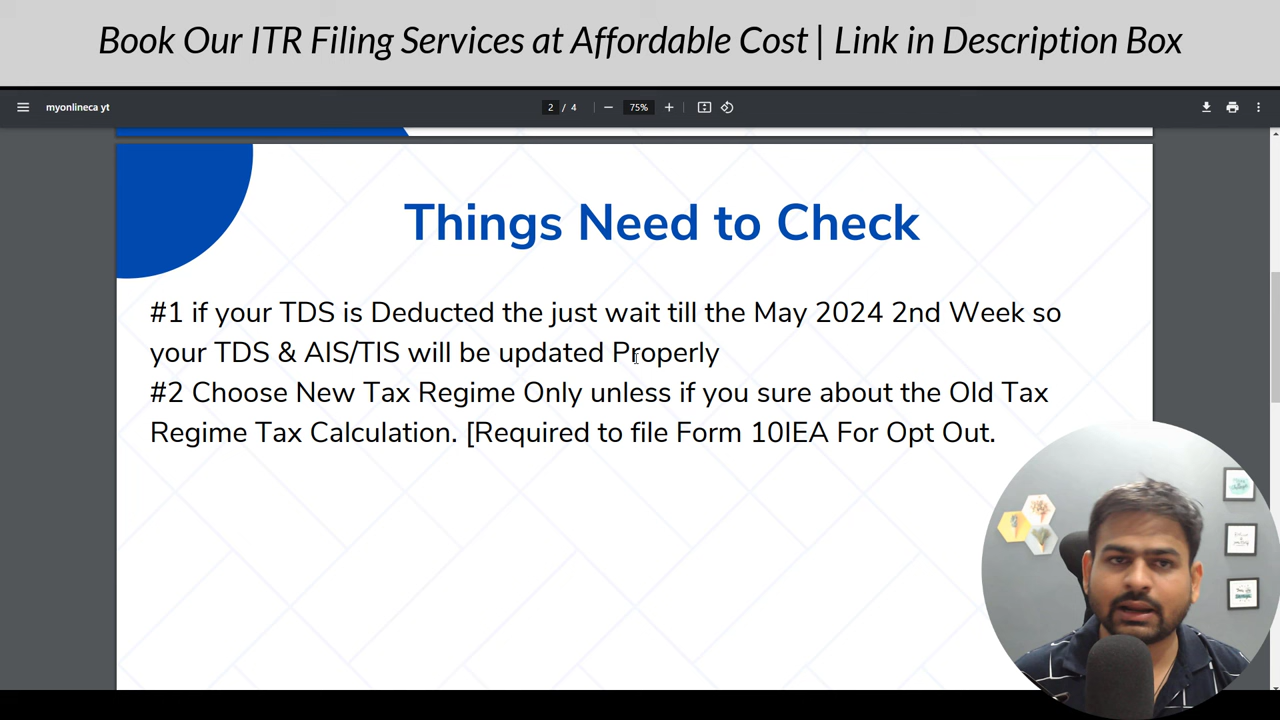 Book Our ITR Filing Services at Affordable Cost | Link in Description Box
myonlineca yt
2 / 4
75%
Things Need to Check
#1 if your TDS is Deducted the just wait till the May 2024 2nd Week so
your TDS & AIS/TIS will be updated Properly
#2 Choose New Tax Regime Only unless if you sure about the Old Tax
Regime Tax Calculation. [Required to file Form 10IEA For Opt Out.